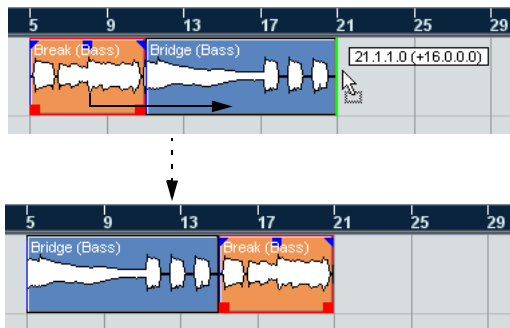 5 9 13 17 21 25 29
Break (Bass) Bridge (Bass)
21.1.1.0 (+16.0.0.0)
5 9 13 17 21 25 29
Bridge (Bass) Break (Bass)